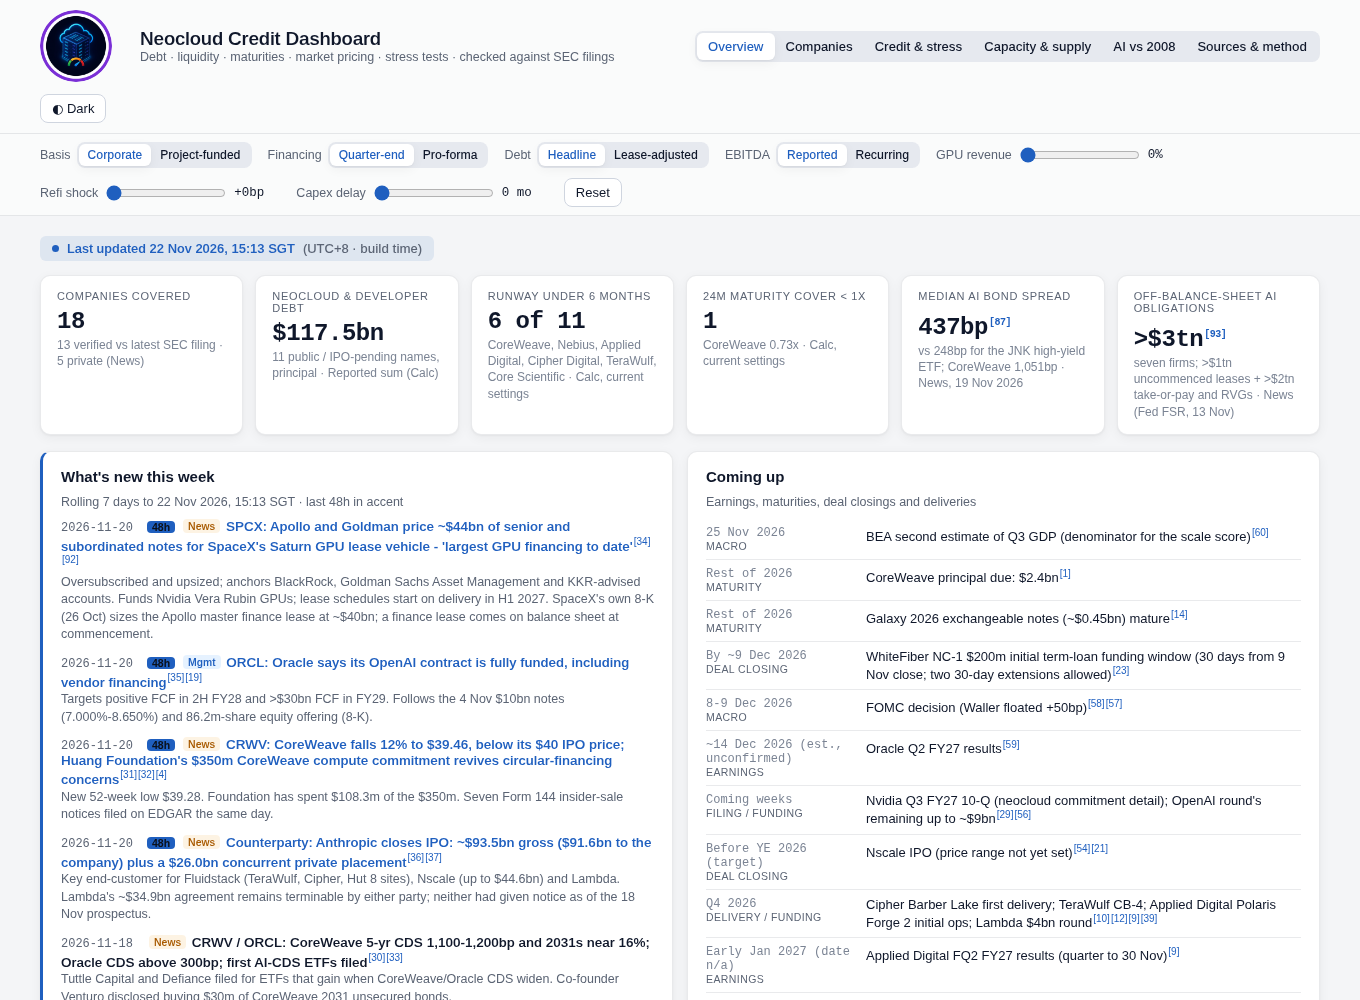 Neocloud Credit Dashboard
Debt · liquidity · maturities · market pricing · stress tests · checked against SEC filings
Overview Companies Credit & stress Capacity & supply AI vs 2008 Sources & method
◐ Dark
Basis Corporate Project-funded Financing Quarter-end Pro-forma Debt Headline Lease-adjusted EBITDA Reported Recurring GPU revenue 0%
Refi shock +0bp Capex delay 0 mo Reset
Last updated 22 Nov 2026, 15:13 SGT (UTC+8 · build time)
COMPANIES COVERED
18
13 verified vs latest SEC filing ·
5 private (News)
NEOCLOUD & DEVELOPER
DEBT
$117.5bn
11 public / IPO-pending names,
principal · Reported sum (Calc)
RUNWAY UNDER 6 MONTHS
6 of 11
CoreWeave, Nebius, Applied
Digital, Cipher Digital, TeraWulf,
Core Scientific · Calc, current
settings
24M MATURITY COVER < 1X
1
CoreWeave 0.73x · Calc,
current settings
MEDIAN AI BOND SPREAD
437bp[87]
vs 248bp for the JNK high-yield
ETF; CoreWeave 1,051bp ·
News, 19 Nov 2026
OFF-BALANCE-SHEET AI
OBLIGATIONS
>$3tn[93]
seven firms; >$1tn
uncommenced leases + >$2tn
take-or-pay and RVGs · News
(Fed FSR, 13 Nov)
What's new this week
Rolling 7 days to 22 Nov 2026, 15:13 SGT · last 48h in accent
2026-11-20 48h News SPCX: Apollo and Goldman price ~$44bn of senior and
subordinated notes for SpaceX's Saturn GPU lease vehicle - 'largest GPU financing to date'[34]
[92]
Oversubscribed and upsized; anchors BlackRock, Goldman Sachs Asset Management and KKR-advised
accounts. Funds Nvidia Vera Rubin GPUs; lease schedules start on delivery in H1 2027. SpaceX's own 8-K
(26 Oct) sizes the Apollo master finance lease at ~$40bn; a finance lease comes on balance sheet at
commencement.
2026-11-20 48h Mgmt ORCL: Oracle says its OpenAI contract is fully funded, including
vendor financing[35][19]
Targets positive FCF in 2H FY28 and >$30bn FCF in FY29. Follows the 4 Nov $10bn notes
(7.000%-8.650%) and 86.2m-share equity offering (8-K).
2026-11-20 48h News CRWV: CoreWeave falls 12% to $39.46, below its $40 IPO price;
Huang Foundation's $350m CoreWeave compute commitment revives circular-financing
concerns[31][32][4]
New 52-week low $39.28. Foundation has spent $108.3m of the $350m. Seven Form 144 insider-sale
notices filed on EDGAR the same day.
2026-11-20 48h News Counterparty: Anthropic closes IPO: ~$93.5bn gross ($91.6bn to the
company) plus a $26.0bn concurrent private placement[36][37]
Key end-customer for Fluidstack (TeraWulf, Cipher, Hut 8 sites), Nscale (up to $44.6bn) and Lambda.
Lambda's ~$34.9bn agreement remains terminable by either party; neither had given notice as of the 18
Nov prospectus.
2026-11-18 News CRWV / ORCL: CoreWeave 5-yr CDS 1,100-1,200bp and 2031s near 16%;
Oracle CDS above 300bp; first AI-CDS ETFs filed[30][33]
Tuttle Capital and Defiance filed for ETFs that gain when CoreWeave/Oracle CDS widen. Co-founder
Venturo disclosed buying $30m of CoreWeave 2031 unsecured bonds.
Coming up
Earnings, maturities, deal closings and deliveries
25 Nov 2026
MACRO
BEA second estimate of Q3 GDP (denominator for the scale score)[60]
Rest of 2026
MATURITY
CoreWeave principal due: $2.4bn[1]
Rest of 2026
MATURITY
Galaxy 2026 exchangeable notes (~$0.45bn) mature[14]
By ~9 Dec 2026
DEAL CLOSING
WhiteFiber NC-1 $200m initial term-loan funding window (30 days from 9
Nov close; two 30-day extensions allowed)[23]
8-9 Dec 2026
MACRO
FOMC decision (Waller floated +50bp)[58][57]
~14 Dec 2026 (est.,
unconfirmed)
EARNINGS
Oracle Q2 FY27 results[59]
Coming weeks
FILING / FUNDING
Nvidia Q3 FY27 10-Q (neocloud commitment detail); OpenAI round's
remaining up to ~$9bn[29][56]
Before YE 2026
(target)
DEAL CLOSING
Nscale IPO (price range not yet set)[54][21]
Q4 2026
DELIVERY / FUNDING
Cipher Barber Lake first delivery; TeraWulf CB-4; Applied Digital Polaris
Forge 2 initial ops; Lambda $4bn round[10][12][9][39]
Early Jan 2027 (date
n/a)
EARNINGS
Applied Digital FQ2 FY27 results (quarter to 30 Nov)[9]